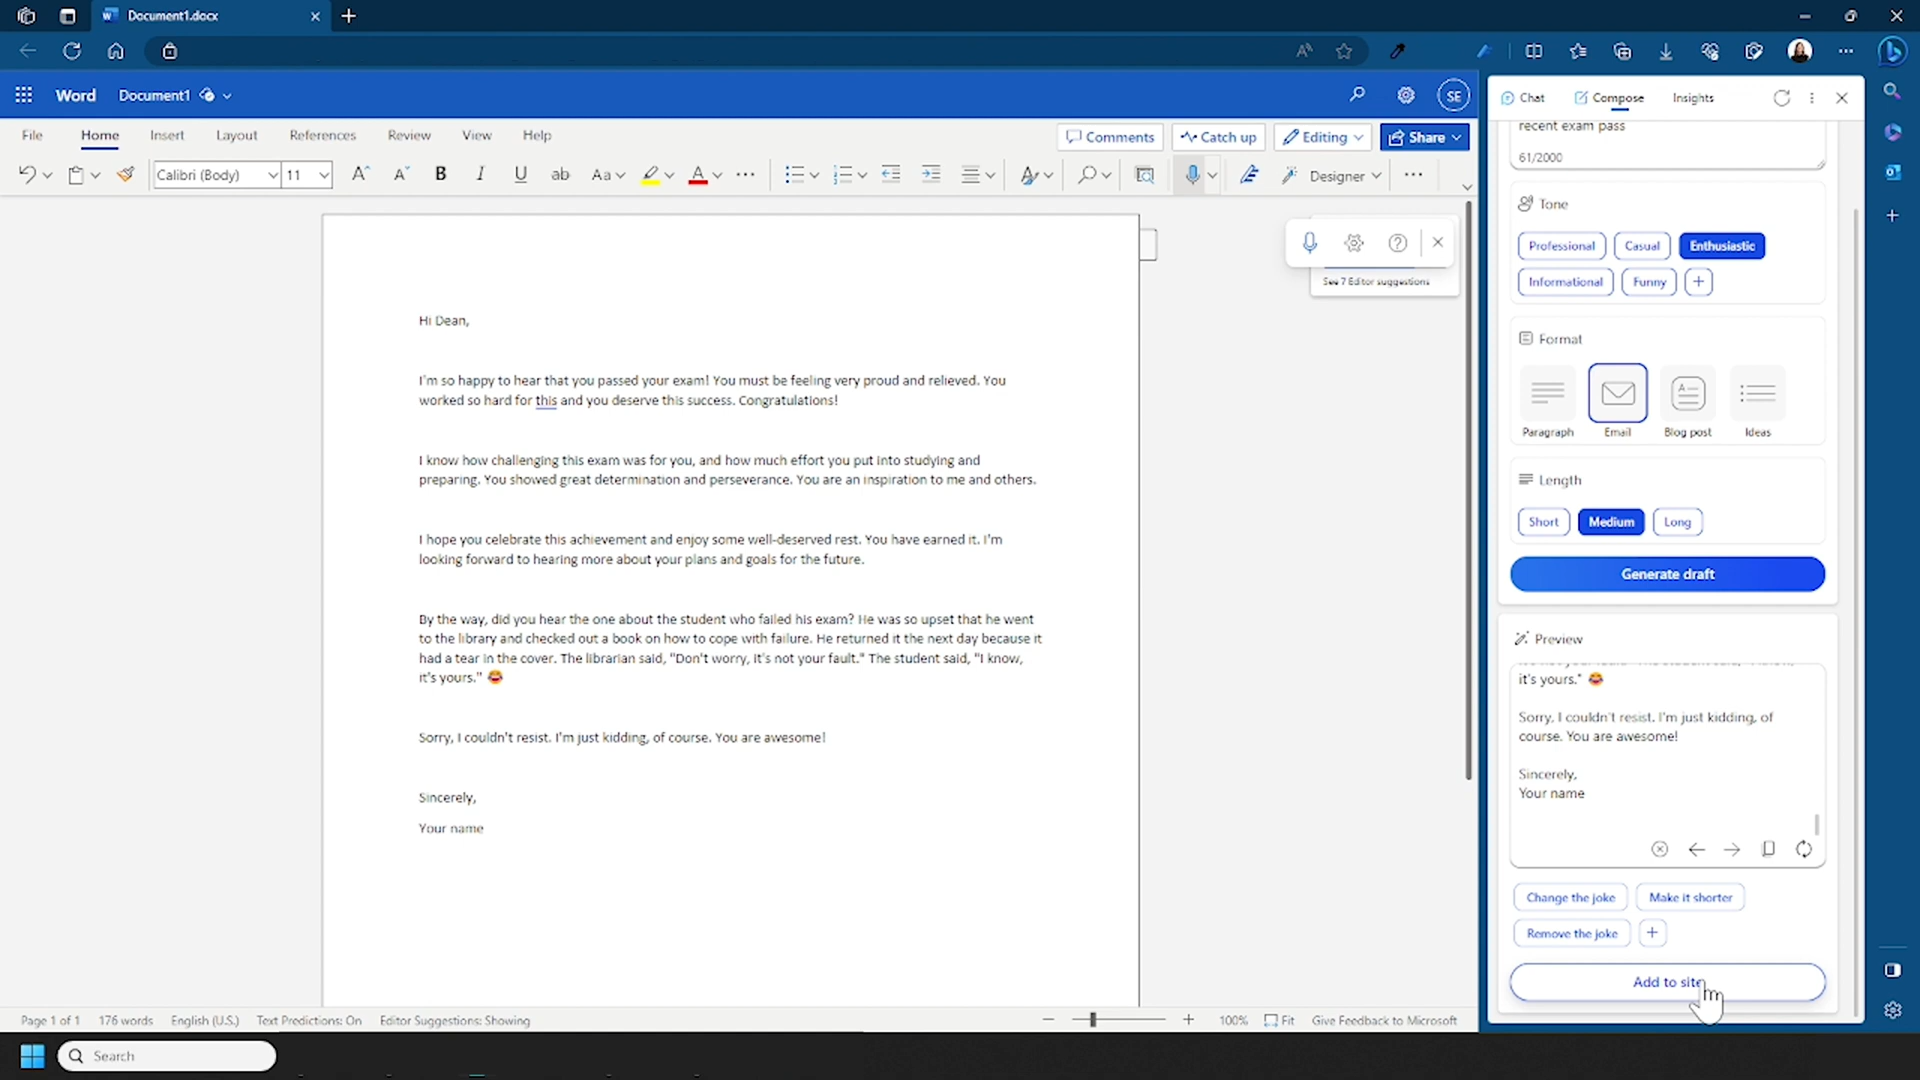 Document1.docx
Word Document1
File Home Insert Layout References Review View Help
Comments Catch up Editing Share
Calibri (Body) 11
Designer
SE
See 7 Editor suggestions
Hi Dean,
I'm so happy to hear that you passed your exam! You must be feeling very proud and relieved. You
worked so hard for this and you deserve this success. Congratulations!
I know how challenging this exam was for you, and how much effort you put into studying and
preparing. You showed great determination and perseverance. You are an inspiration to me and others.
I hope you celebrate this achievement and enjoy some well-deserved rest. You have earned it. I'm
looking forward to hearing more about your plans and goals for the future.
By the way, did you hear the one about the student who failed his exam? He was so upset that he went
to the library and checked out a book on how to cope with failure. He returned it the next day because it
had a tear in the cover. The librarian said, "Don't worry, it's not your fault." The student said, "I know,
it's yours." 😂
Sorry, I couldn't resist. I'm just kidding, of course. You are awesome!
Sincerely,
Your name
Page 1 of 1 176 words English (U.S.) Text Predictions: On Editor Suggestions: Showing
100% Fit Give Feedback to Microsoft
Chat Compose Insights
recent exam pass
61/2000
Tone
Professional Casual Enthusiastic
Informational Funny
Format
Paragraph Email Blog post Ideas
Length
Short Medium Long
Generate draft
Preview
it's yours." 😂
Sorry, I couldn't resist. I'm just kidding, of
course. You are awesome!
Sincerely,
Your name
Change the joke Make it shorter
Remove the joke
Add to site
Search